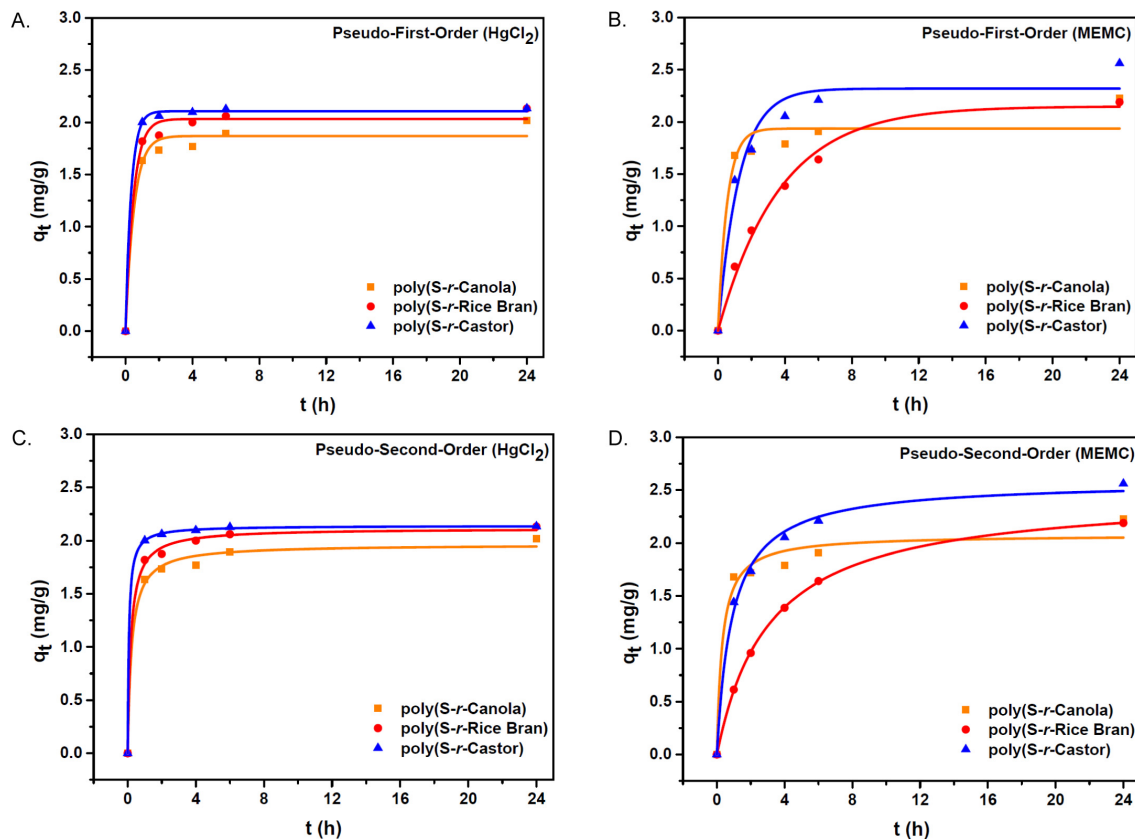 A.
Pseudo-First-Order (HgCl2)
3.0
2.5
2.0
1.5
1.0
0.5
0.0
qt (mg/g)
poly(S-r-Canola)
poly(S-r-Rice Bran)
poly(S-r-Castor)
0 4 8 12 16 20 24
t (h)
B.
Pseudo-First-Order (MEMC)
3.0
2.5
2.0
1.5
1.0
0.5
0.0
qt (mg/g)
poly(S-r-Canola)
poly(S-r-Rice Bran)
poly(S-r-Castor)
0 4 8 12 16 20 24
t (h)
C.
Pseudo-Second-Order (HgCl2)
3.0
2.5
2.0
1.5
1.0
0.5
0.0
qt (mg/g)
poly(S-r-Canola)
poly(S-r-Rice Bran)
poly(S-r-Castor)
0 4 8 12 16 20 24
t (h)
D.
Pseudo-Second-Order (MEMC)
3.0
2.5
2.0
1.5
1.0
0.5
0.0
qt (mg/g)
poly(S-r-Canola)
poly(S-r-Rice Bran)
poly(S-r-Castor)
0 4 8 12 16 20 24
t (h)